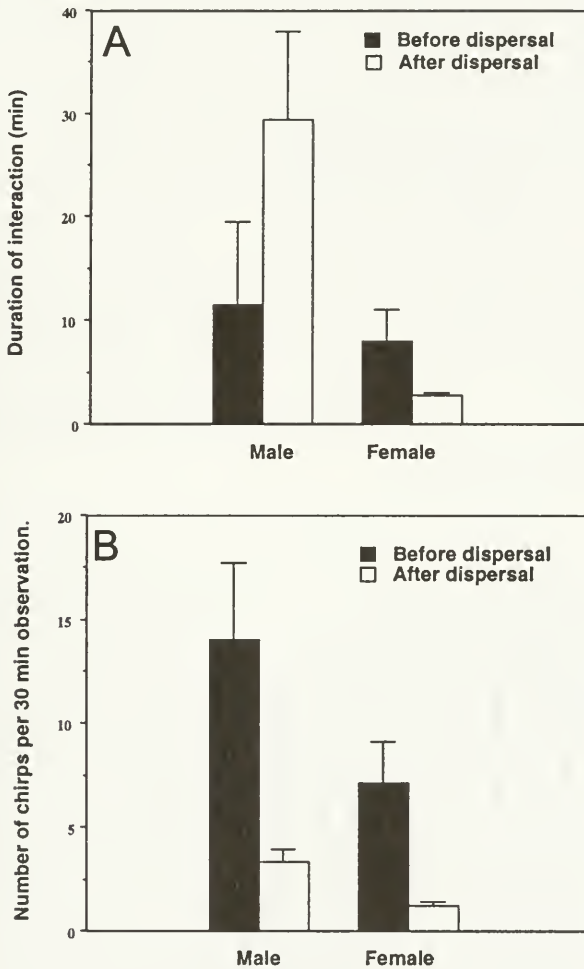 A
Before dispersal
After dispersal
Duration of interaction (min)
40
30
20
10
0
Male Female
B
Before dispersal
After dispersal
Number of chirps per 30 min observation.
20
15
10
5
0
Male Female